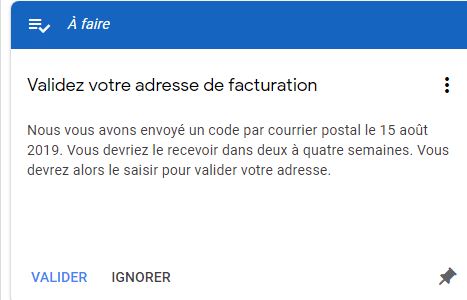 À faire
Validez votre adresse de facturation
Nous vous avons envoyé un code par courrier postal le 15 août
2019. Vous devriez le recevoir dans deux à quatre semaines. Vous
devrez alors le saisir pour valider votre adresse.
VALIDER IGNORER